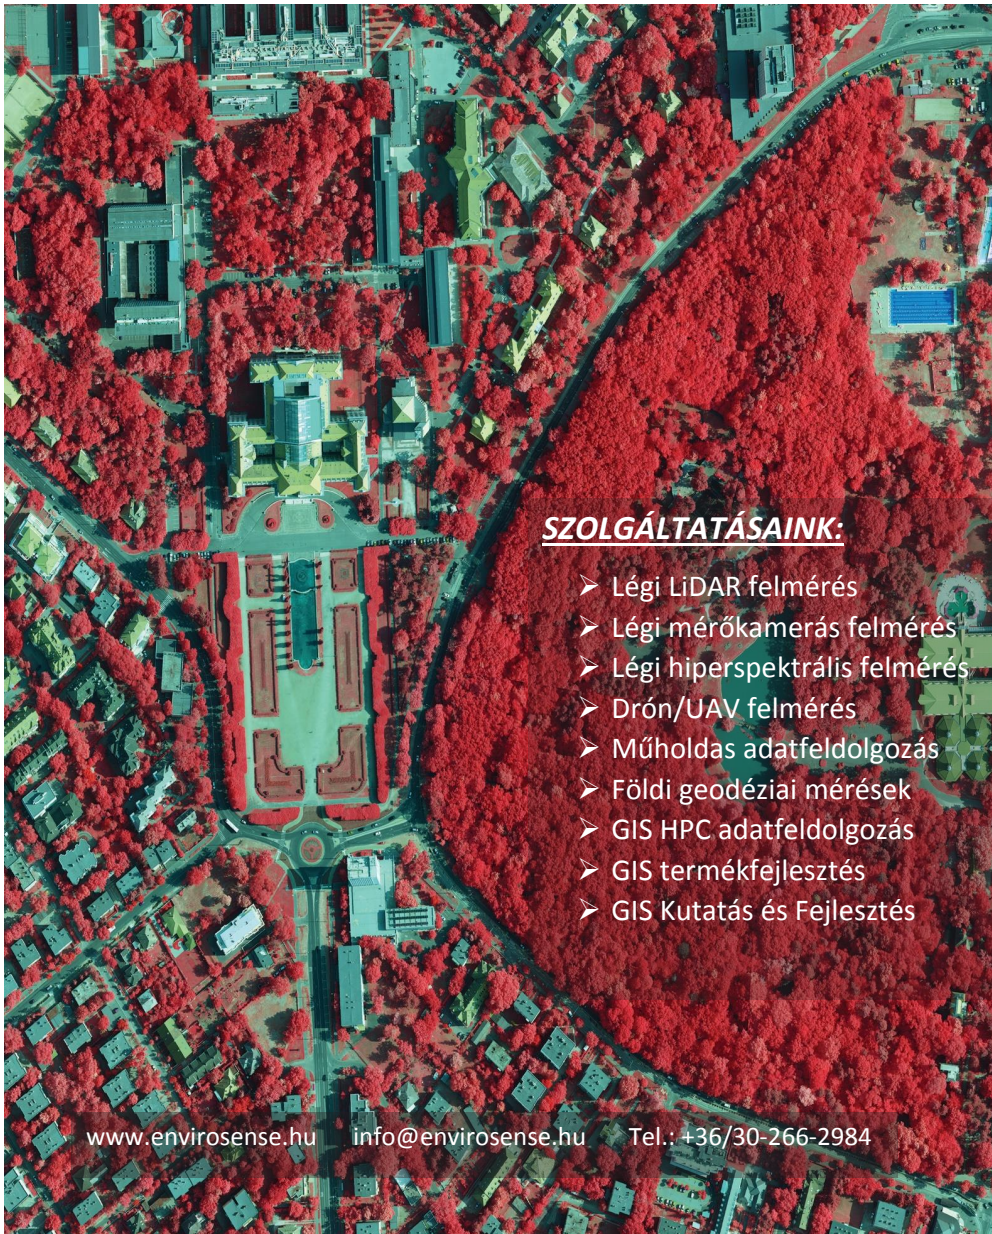 SZOLGÁLTATÁSAINK:
➢ Légi LiDAR felmérés
➢ Légi mérőkamerás felmérés
➢ Légi hiperspektrális felmérés
➢ Drón/UAV felmérés
➢ Műholdas adatfeldolgozás
➢ Földi geodéziai mérések
➢ GIS HPC adatfeldolgozás
➢ GIS termékfejlesztés
➢ GIS Kutatás és Fejlesztés
www.envirosense.hu info@envirosense.hu Tel.: +36/30-266-2984